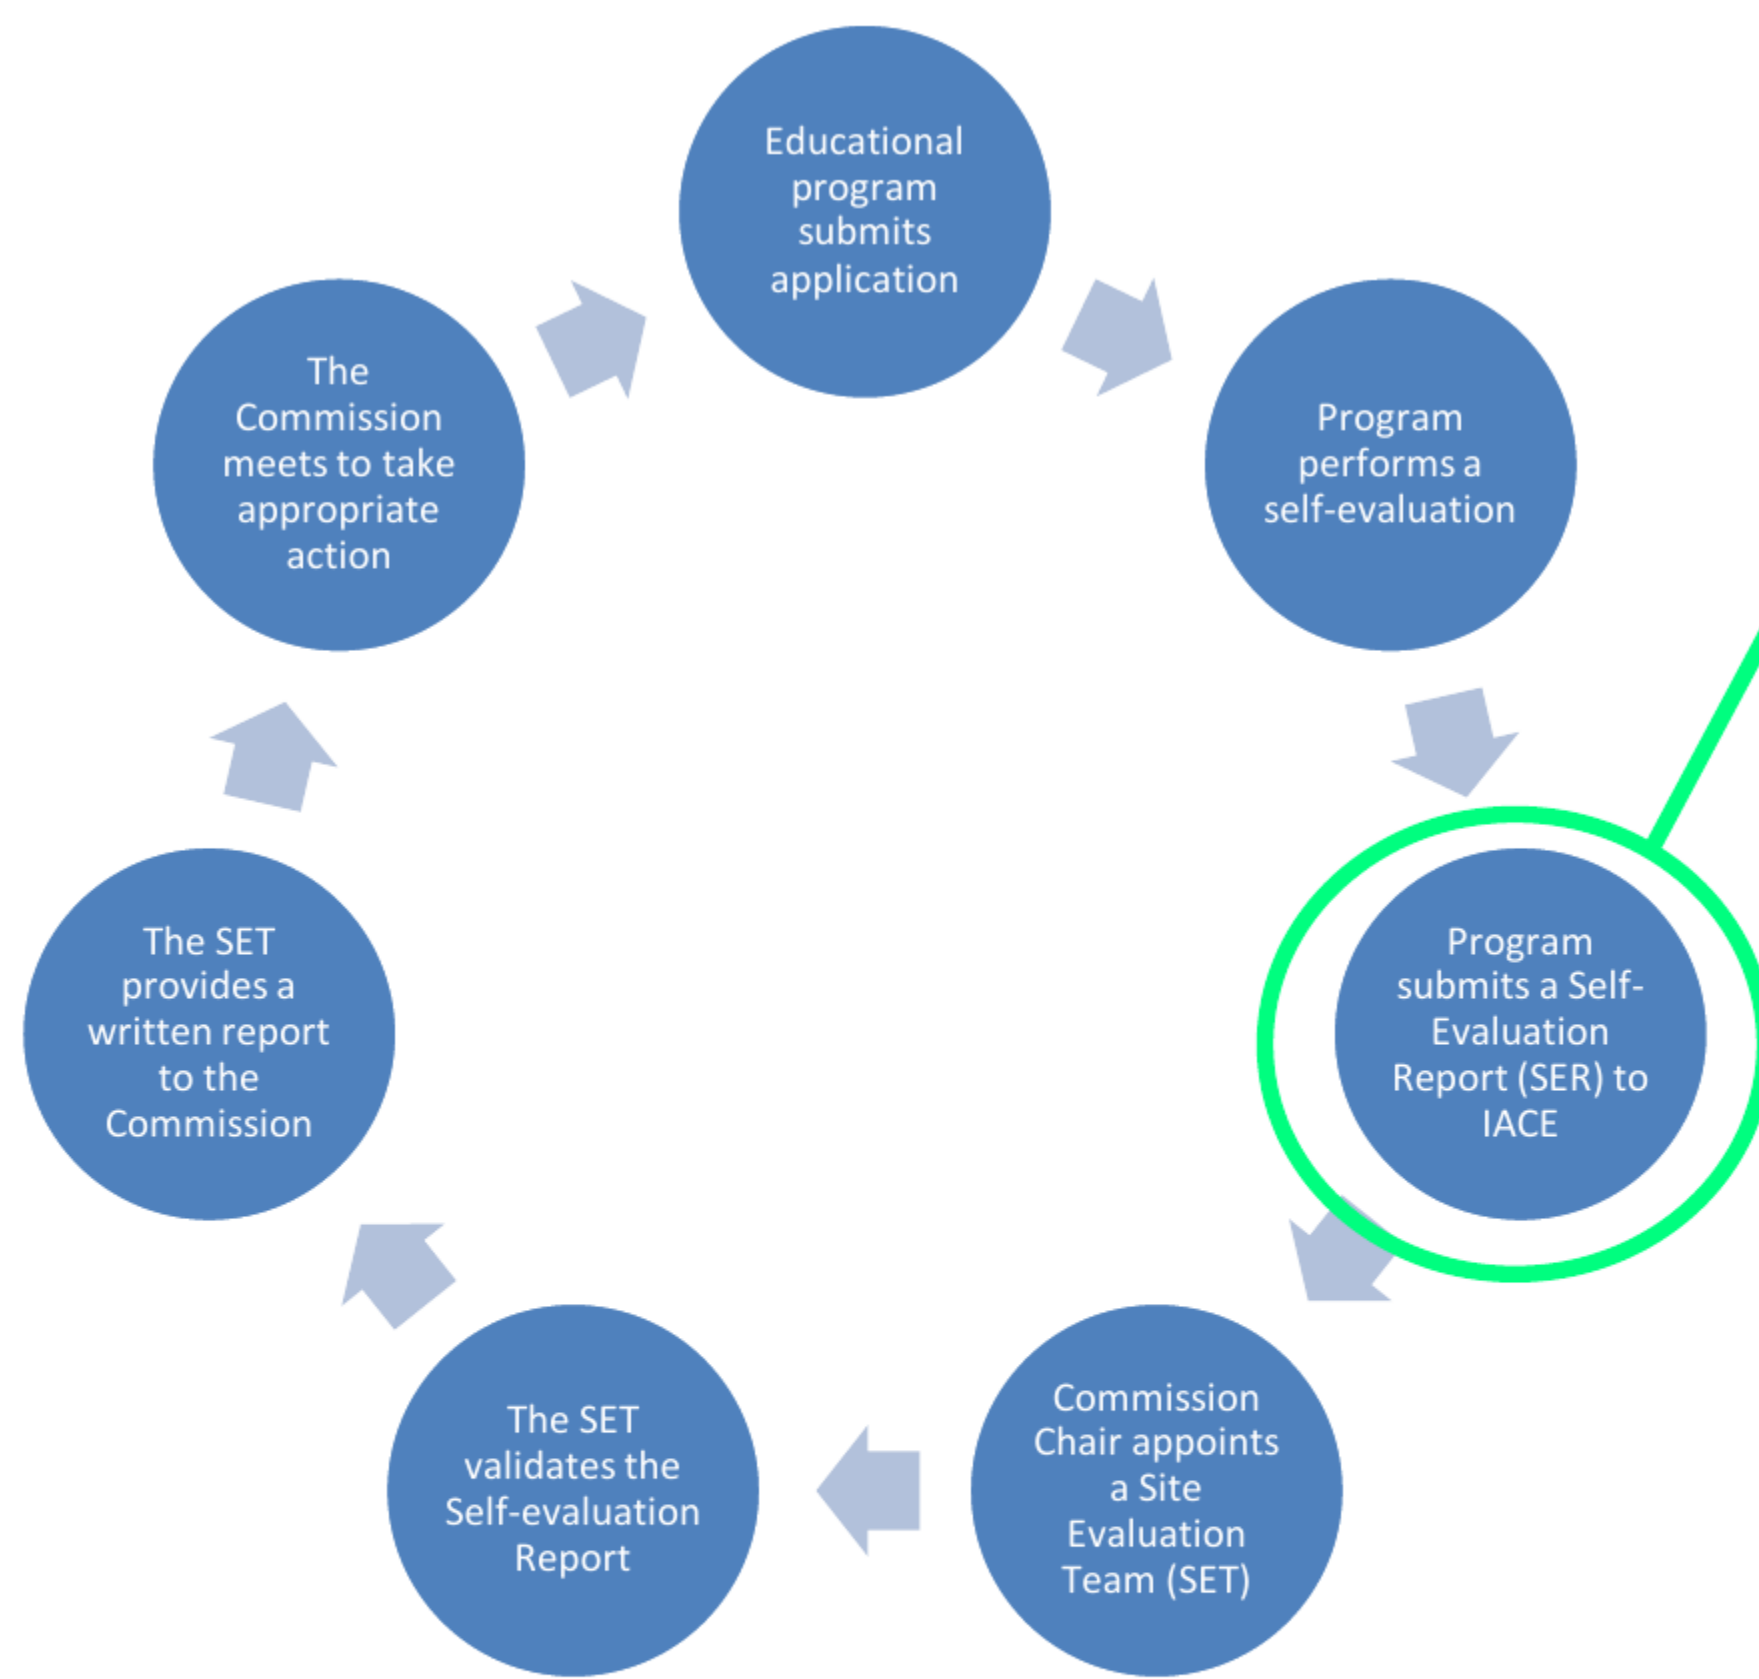 Educational
program
submits
application
Program
performs a
self-evaluation
Program
submits a Self-
Evaluation
Report (SER) to
IACE
Commission
Chair appoints
a Site
Evaluation
Team (SET)
The SET
validates the
Self-evaluation
Report
The SET
provides a
written report
to the
Commission
The
Commission
meets to take
appropriate
action